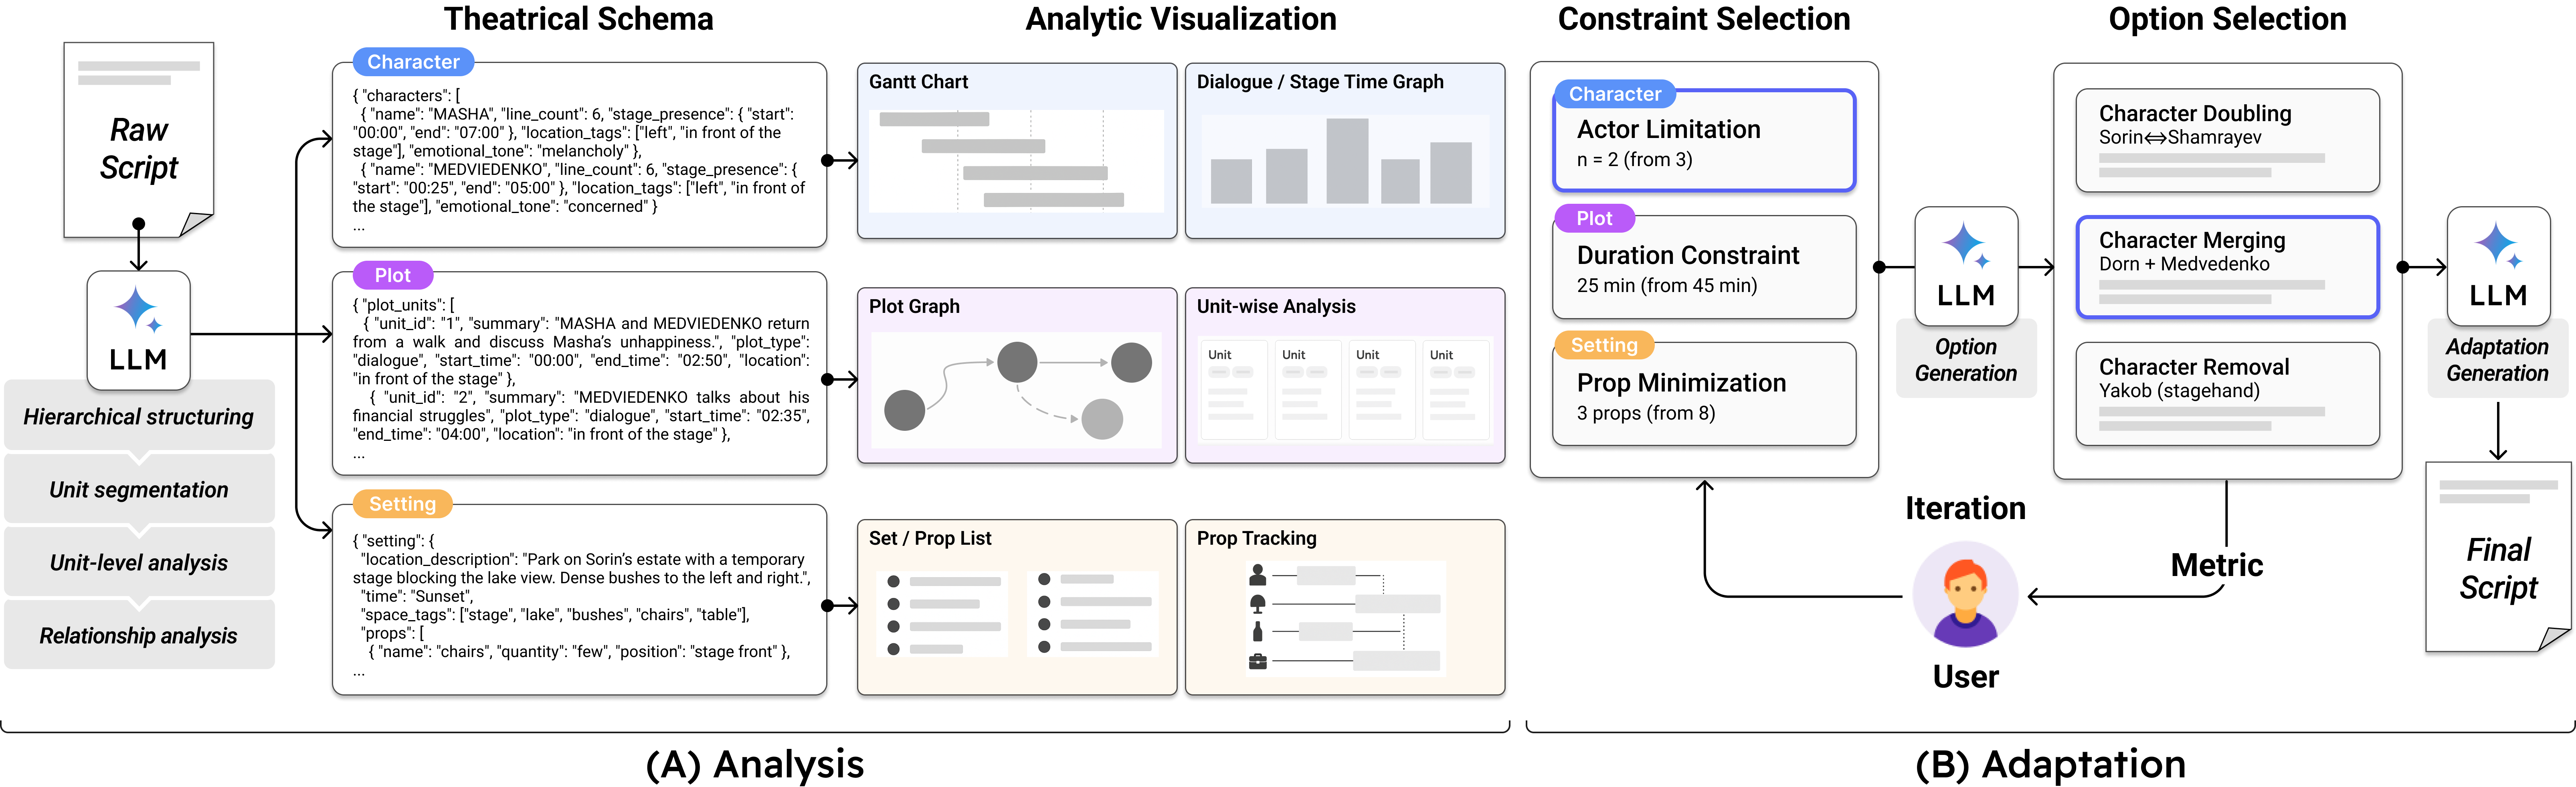 Theatrical Schema
Analytic Visualization
Constraint Selection
Option Selection
Raw
Script
LLM
Hierarchical structuring
Unit segmentation
Unit-level analysis
Relationship analysis
Character
{ "characters": [
{ "name": "MASHA", "line_count": 6, "stage_presence": { "start":
"00:00", "end": "07:00" }, "location_tags": ["left", "in front of the
stage"], "emotional_tone": "melancholy" },
{ "name": "MEDVIEDENKO", "line_count": 6, "stage_presence": {
"start": "00:25", "end": "05:00" }, "location_tags": ["left", "in front of
the stage"], "emotional_tone": "concerned" }
...
Plot
{ "plot_units": [
{ "unit_id": "1", "summary": "MASHA and MEDVIEDENKO return
from a walk and discuss Masha's unhappiness.", "plot_type":
"dialogue", "start_time": "00:00", "end_time": "02:50", "location":
"in front of the stage" },
{ "unit_id": "2", "summary": "MEDVIEDENKO talks about his
financial struggles", "plot_type": "dialogue", "start_time": "02:35",
"end_time": "04:00", "location": "in front of the stage" },
...
Setting
{ "setting": {
"location_description": "Park on Sorin's estate with a temporary
stage blocking the lake view. Dense bushes to the left and right.",
"time": "Sunset",
"space_tags": ["stage", "lake", "bushes", "chairs", "table"],
"props": [
{ "name": "chairs", "quantity": "few", "position": "stage front" },
...
Gantt Chart
Dialogue / Stage Time Graph
Plot Graph
Unit-wise Analysis
Unit
Unit
Unit
Unit
Set / Prop List
Prop Tracking
Character
Actor Limitation
n = 2 (from 3)
Plot
Duration Constraint
25 min (from 45 min)
Setting
Prop Minimization
3 props (from 8)
LLM
Option
Generation
Character Doubling
Sorin↔Shamrayev
Character Merging
Dorn + Medvedenko
Character Removal
Yakob (stagehand)
LLM
Adaptation
Generation
Final
Script
Iteration
Metric
User
(A) Analysis
(B) Adaptation